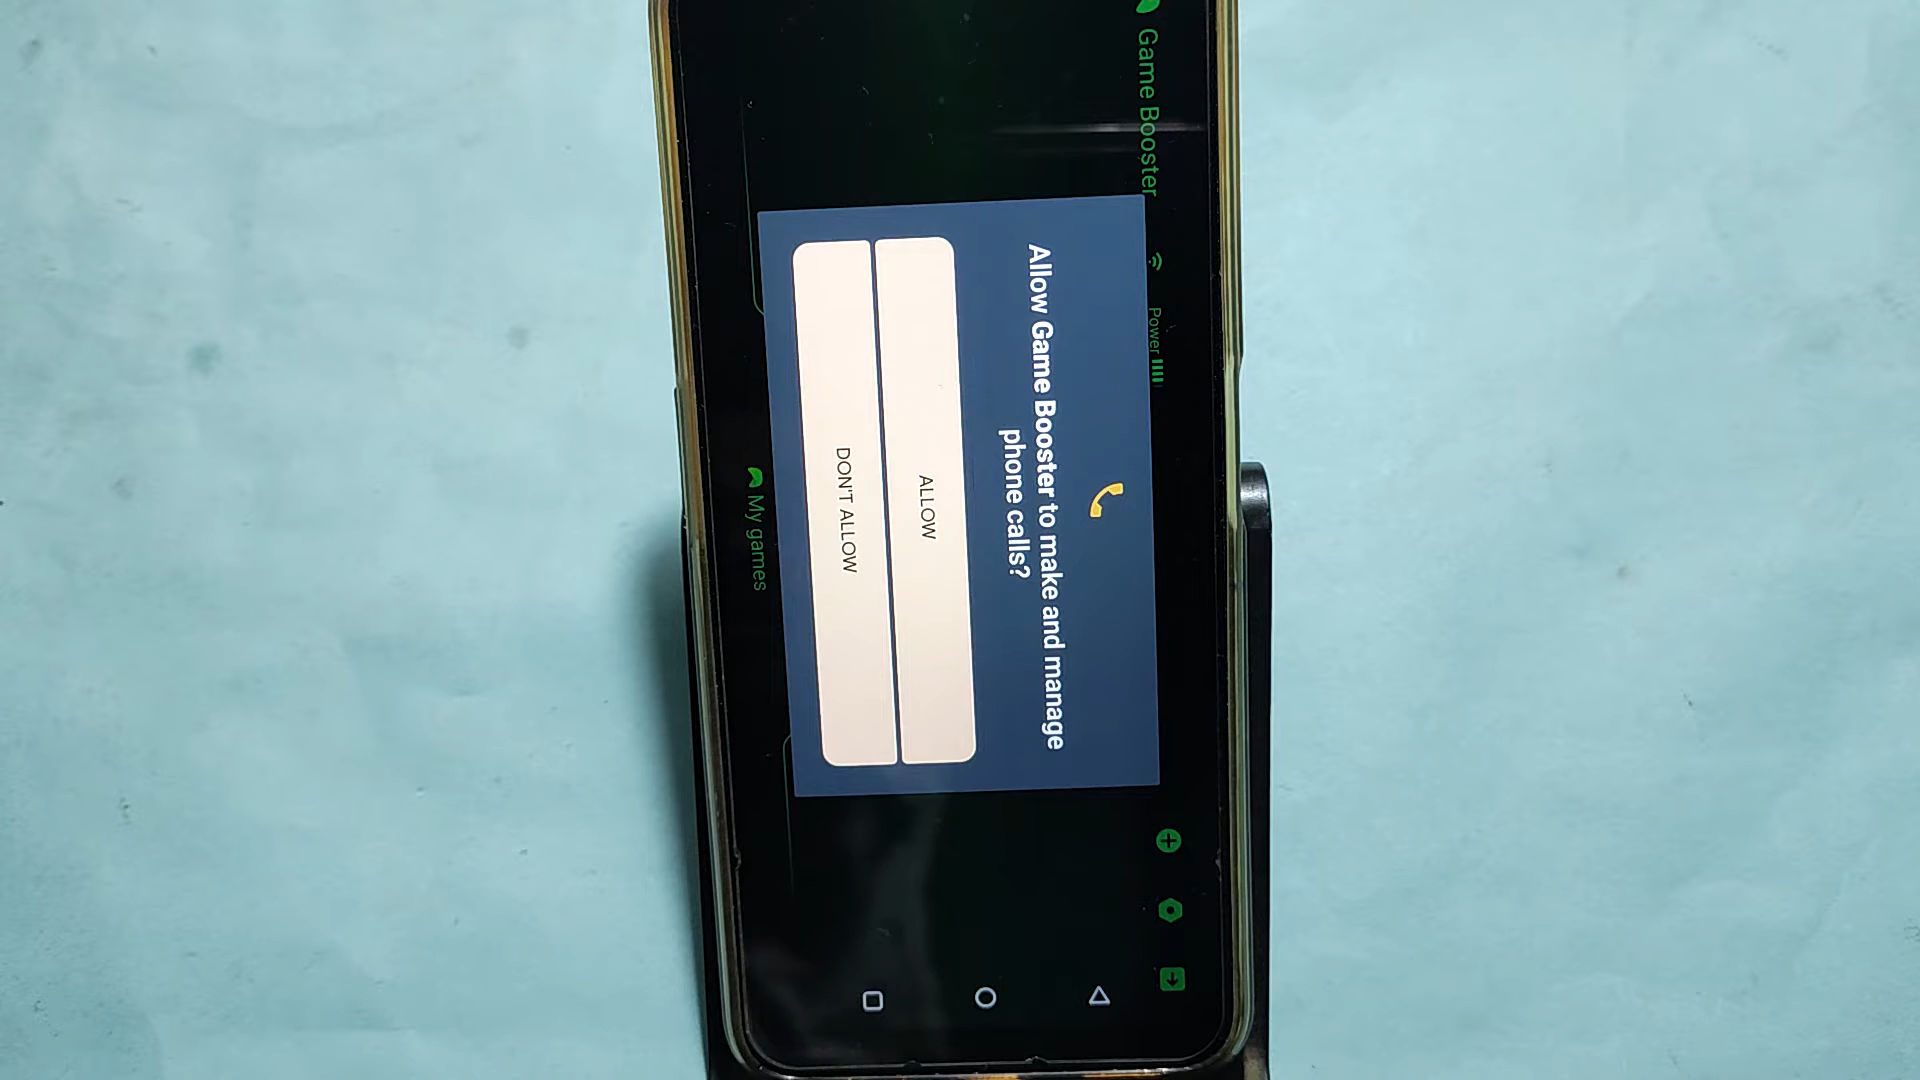 Game Booster
Power
Allow Game Booster to make and manage
phone calls?
ALLOW
DON'T ALLOW
My games